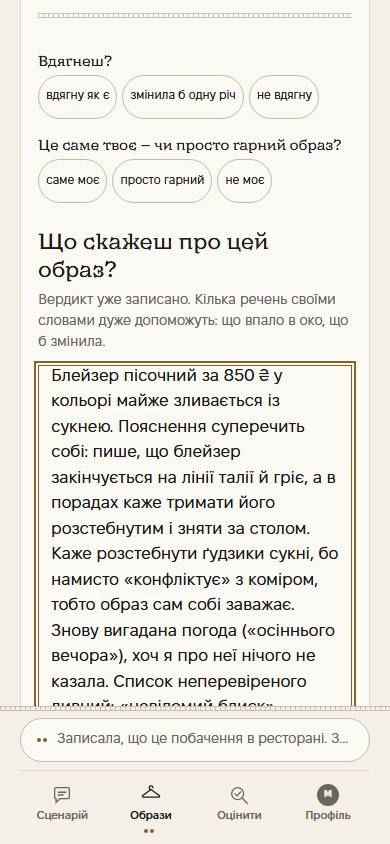 Вдягнеш?
вдягну як є
змінила б одну річ
не вдягну
Це саме твоє — чи просто гарний образ?
саме моє
просто гарний
не моє
Що скажеш про цей
образ?
Вердикт уже записано. Кілька речень своїми
словами дуже допоможуть: що впало в око, що
б змінила.
Блейзер пісочний за 850 ₴ у
кольорі майже зливається із
сукнею. Пояснення суперечить
собі: пише, що блейзер
закінчується на лінії талії й гріє, а в
порадах каже тримати його
розстебнутим і зняти за столом.
Каже розстебнути ґудзики сукні, бо
намисто «конфліктує» з коміром,
тобто образ сам собі заважає.
Знову вигадана погода («осіннього
вечора»), хоч я про неї нічого не
казала. Список неперевіреного
дивний: «невідомий блиск»
Записала, що це побачення в ресторані. З...
Сценарій
Образи
Оцінити
М
Профіль